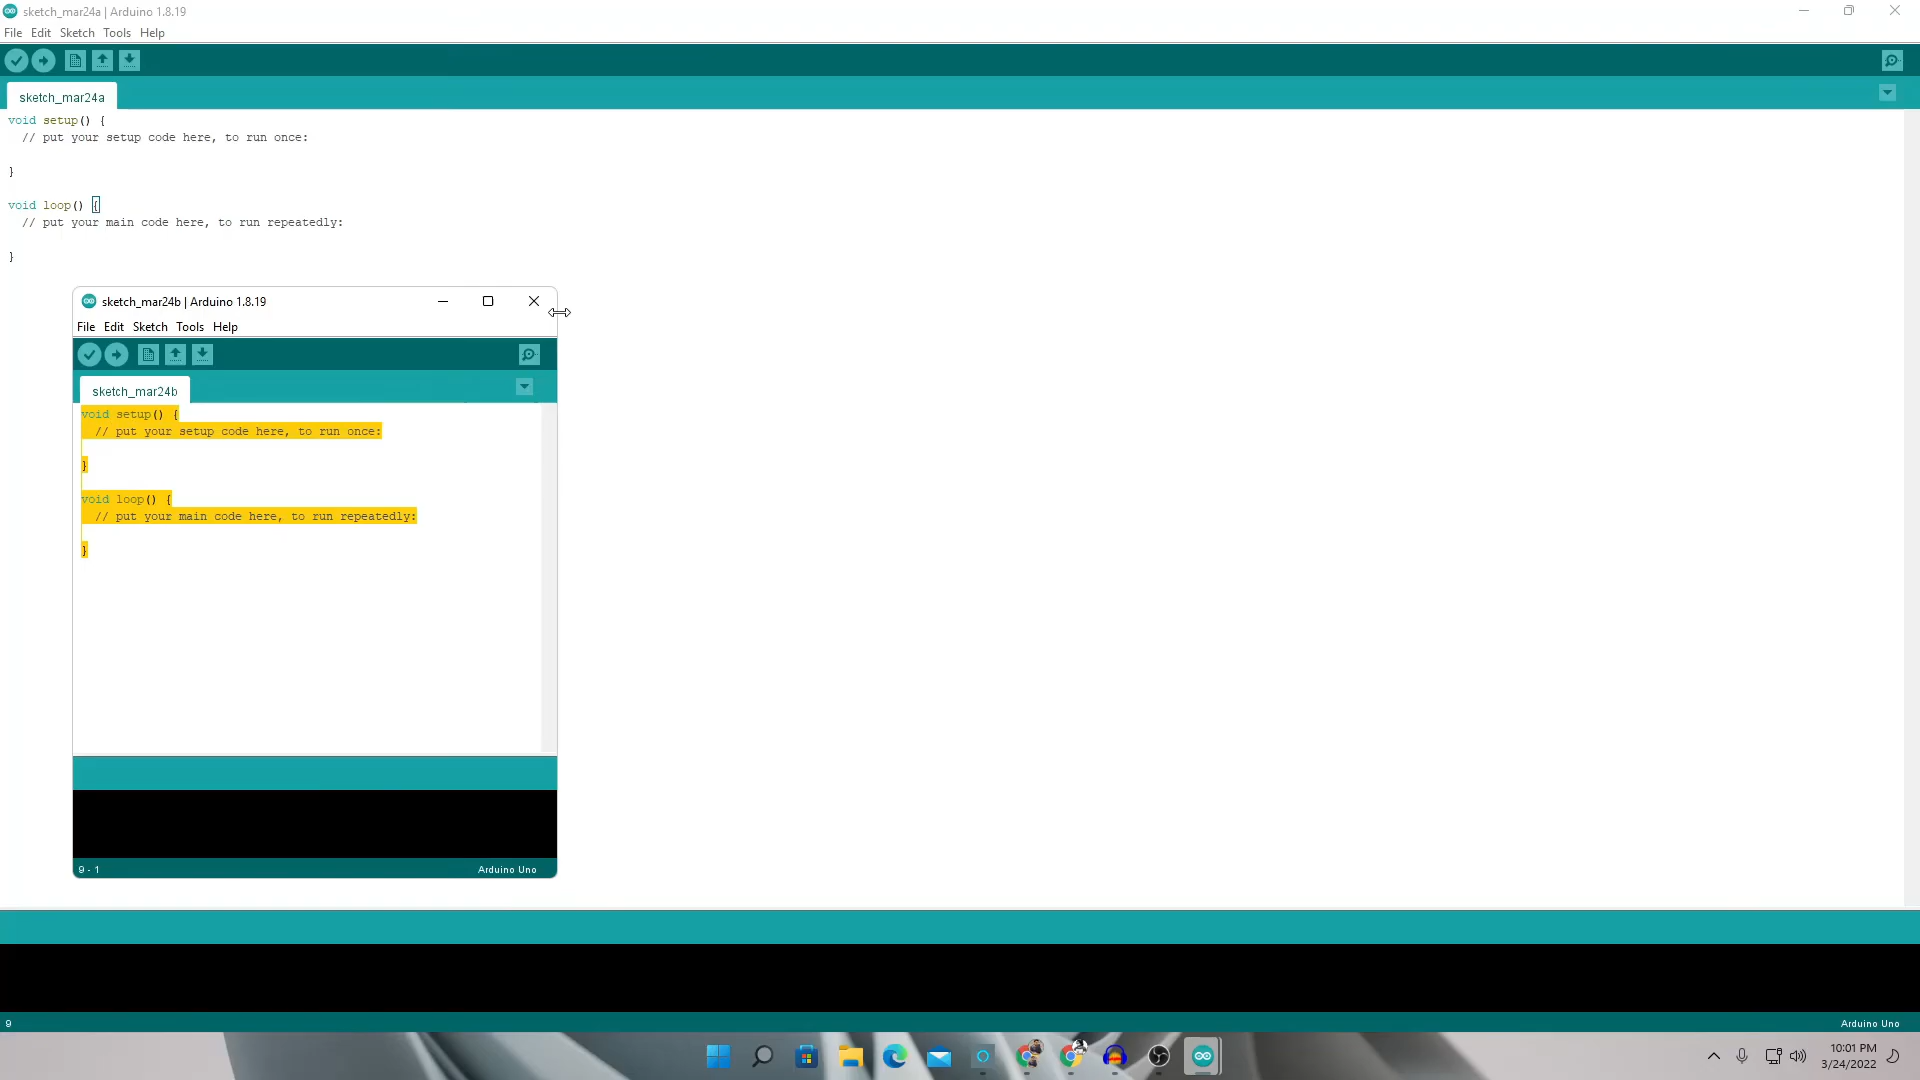 sketch_mar24a | Arduino 1.8.19
File Edit Sketch Tools Help
sketch_mar24a
void setup() {
// put your setup code here, to run once:
}
void loop() {
// put your main code here, to run repeatedly:
}
sketch_mar24b | Arduino 1.8.19
File Edit Sketch Tools Help
sketch_mar24b
void setup() {
// put your setup code here, to run once:
}
void loop() {
// put your main code here, to run repeatedly:
}
9 - 1 Arduino Uno
9 Arduino Uno
10:01 PM
3/24/2022